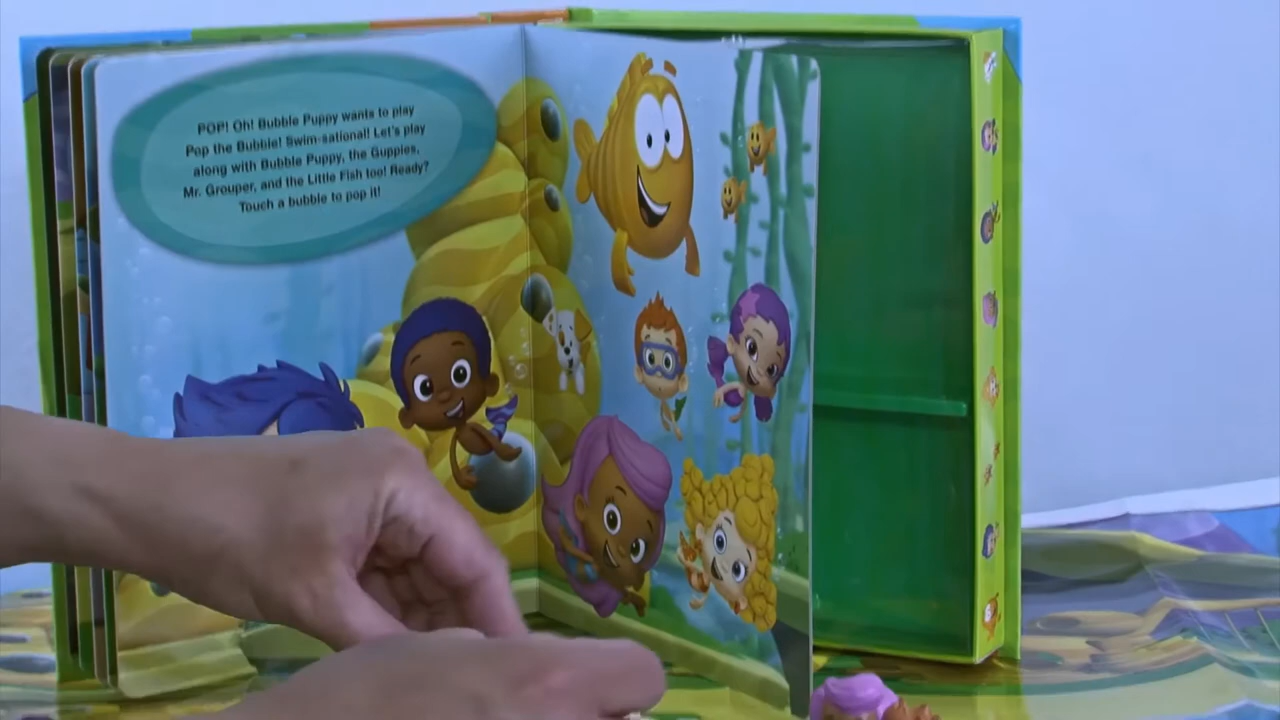 POP! Oh! Bubble Puppy wants to play
Pop the Bubble! Swim-sational! Let's play
along with Bubble Puppy, the Guppies,
Mr. Grouper, and the Little Fish too! Ready?
Touch a bubble to pop it!